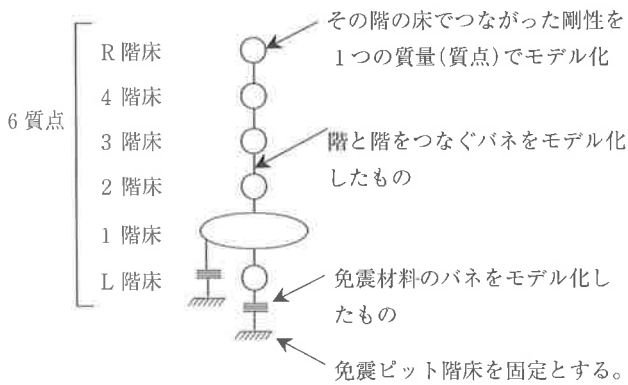 その階の床でつながった剛性を
1つの質量(質点)でモデル化
R 階床
4 階床
6 質点
3 階床
階と階をつなぐバネをモデル化
したもの
2 階床
1 階床
L 階床
免震材料のバネをモデル化し
たもの
免震ピット階床を固定とする。